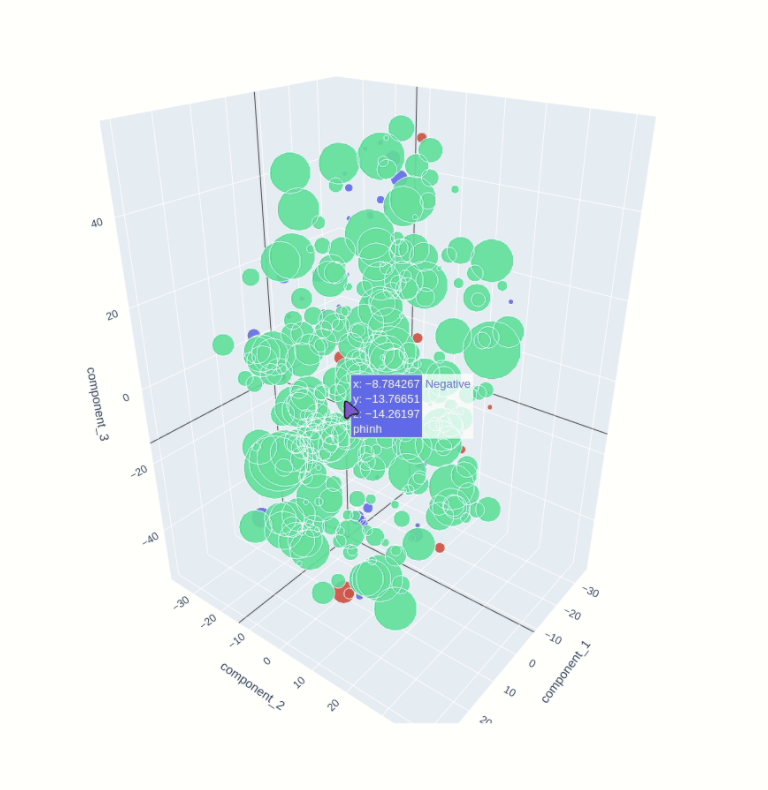 40
20
0
−20
−40
component_3
x: −8.784267
Negative
y: −13.76651
z: −14.26197
phinh
−30
−20
−10
0
10
20
component_2
−30
−20
−10
0
10
20
component_1